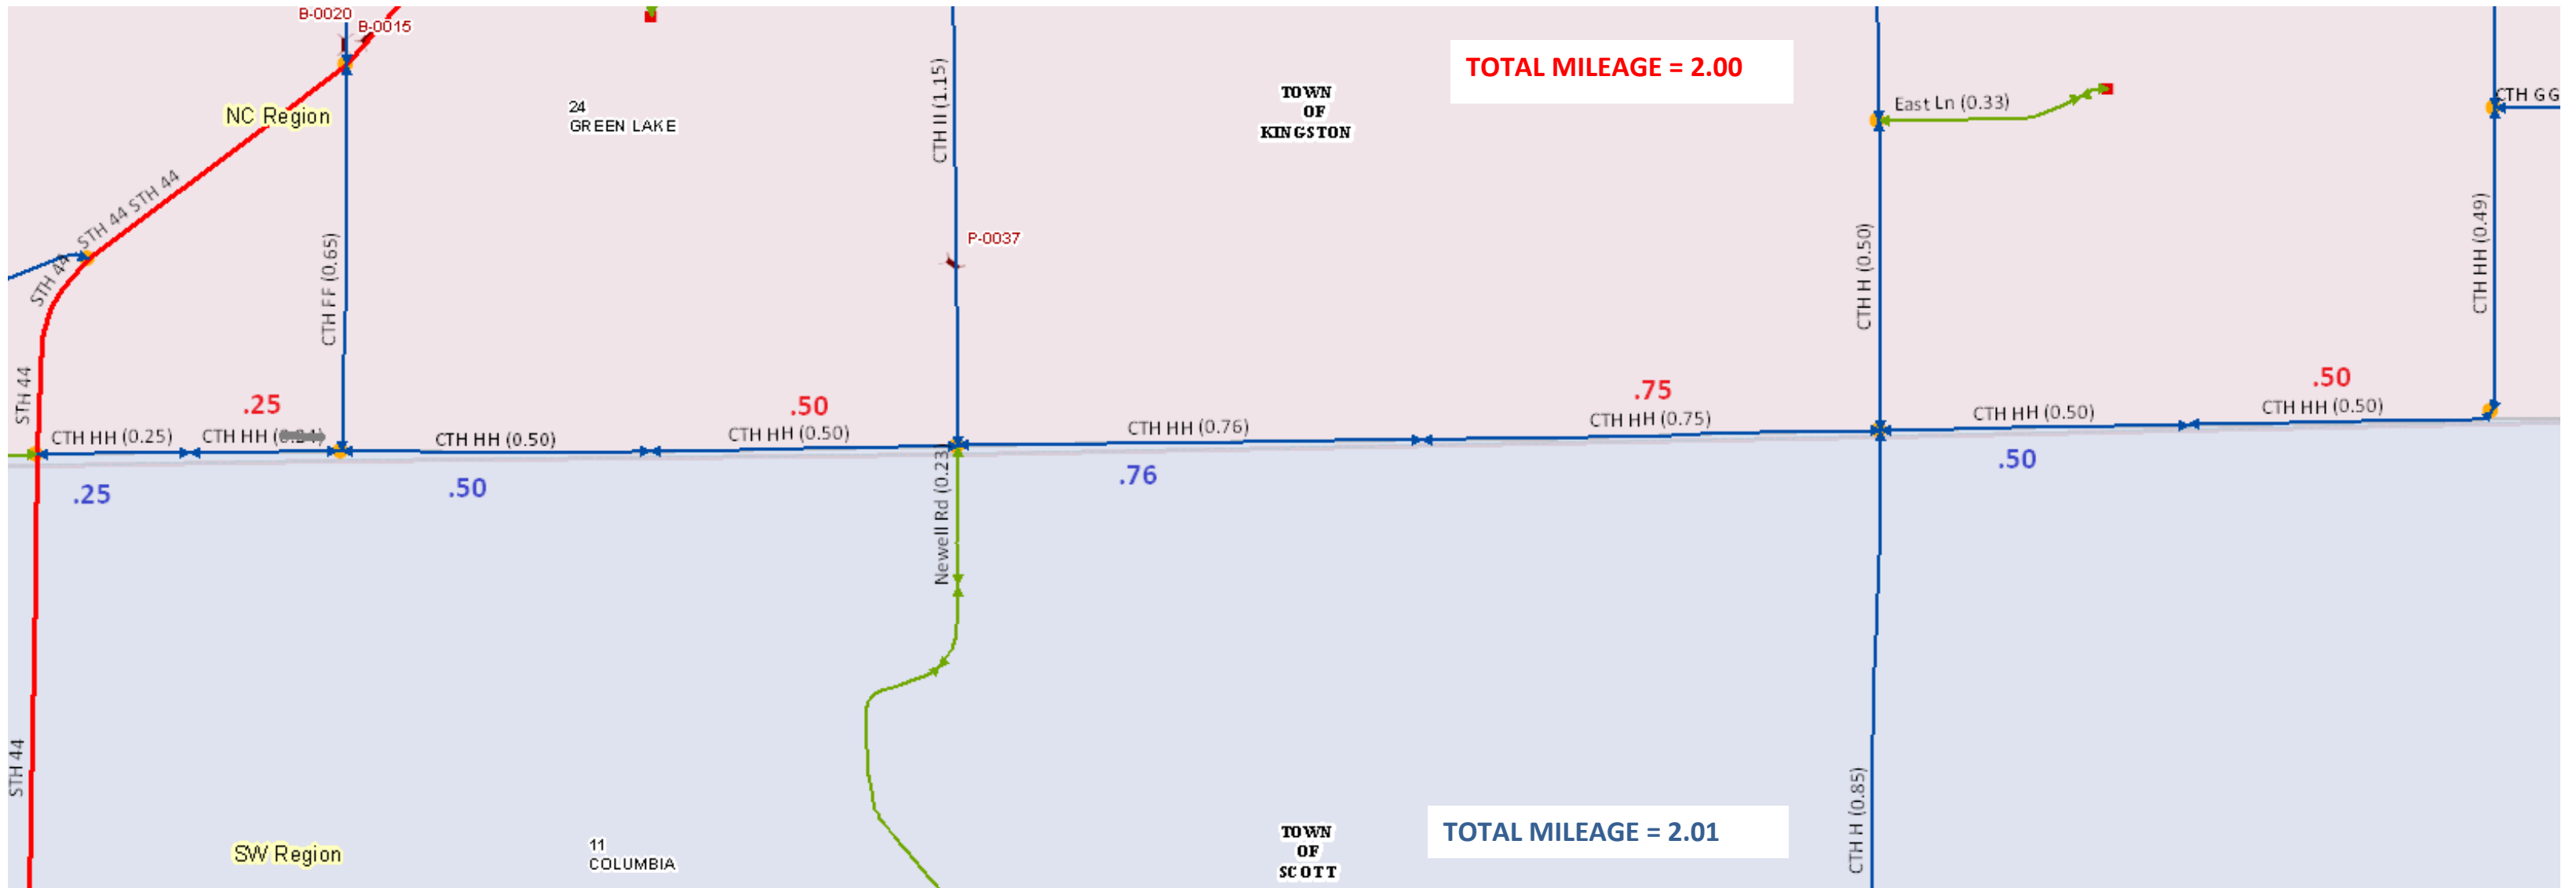 B-0020
B-0015
TOTAL MILEAGE = 2.00
NC Region
24
GREEN LAKE
CTH II (1.15)
TOWN
OF
KINGSTON
East Ln (0.33)
CTH GG
STH 44 STH 44
STH 44
CTH FF (0.65)
P-0037
CTH H (0.50)
CTH HH (0.49)
STH 44
.25
.50
.75
.50
CTH HH (0.25)
CTH HH (
CTH HH (0.50)
CTH HH (0.50)
CTH HH (0.76)
CTH HH (0.75)
CTH HH (0.50)
CTH HH (0.50)
.25
.50
Newell Rd (0.23)
.76
.50
STH 44
SW Region
11
COLUMBIA
TOWN
OF
SCOTT
TOTAL MILEAGE = 2.01
CTH H (0.85)